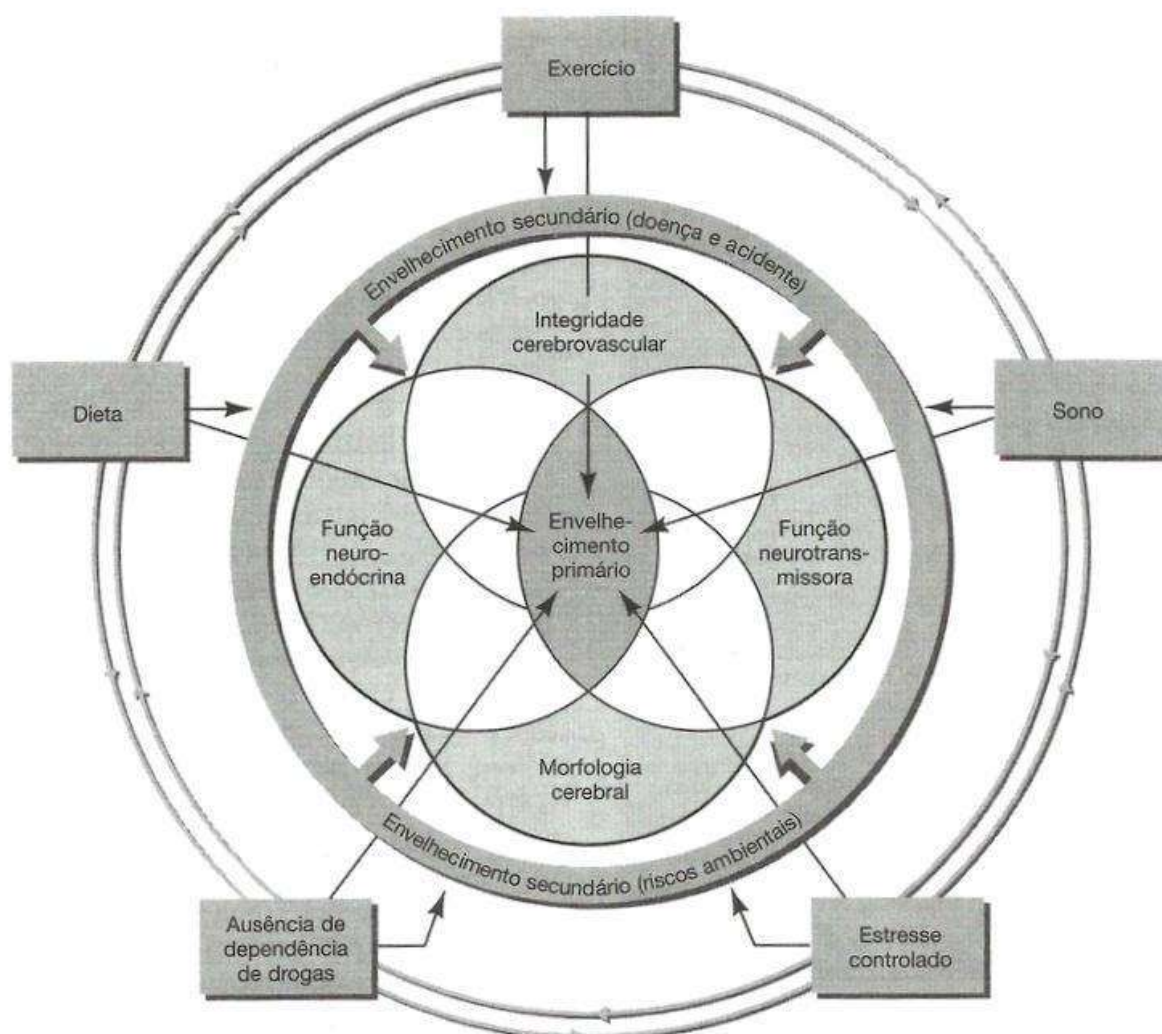 Exercício
Envelhecimento secundário (doença e acidente)
Integridade
cerebrovascular
Dieta
Sono
Função
neuro-
endócrina
Envelhe-
cimento
primário
Função
neurotrans-
missora
Morfologia
cerebral
Envelhecimento secundário (riscos ambientais)
Ausência de
dependência
de drogas
Estresse
controlado